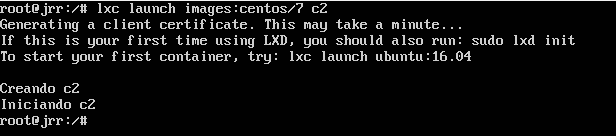 root@jrr:/# lxc launch images:centos/7 c2
Generating a client certificate. This may take a minute...
If this is your first time using LXD, you should also run: sudo lxd init
To start your first container, try: lxc launch ubuntu:16.04
Creando c2
Iniciando c2
root@jrr:/#